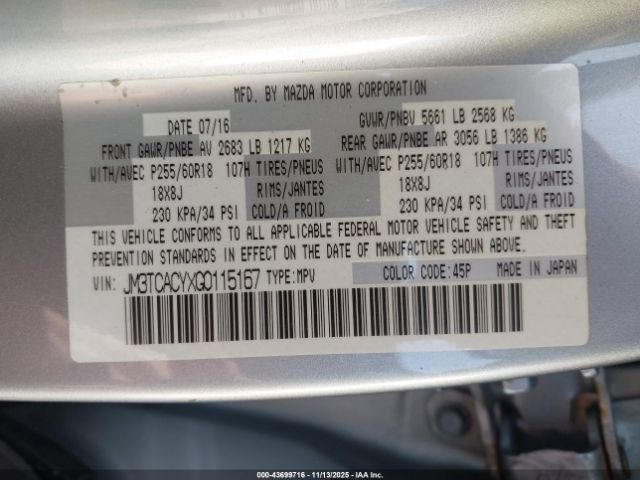 MFD. BY MAZDA MOTOR CORPORATION
DATE 07/16 GVWR/PNBV 5661 LB 2568 KG
FRONT GAWR/PNBE AV 2683 LB 1217 KG REAR GAWR/PNBE AR 3056 LB 1386 KG
WITH/AVEC P255/60R18 107H TIRES/PNEUS WITH/AVEC P255/60R18 107H TIRES/PNEUS
18X8J RIMS/JANTES 18X8J RIMS/JANTES
230 KPA/34 PSI COLD/A FROID 230 KPA/34 PSI COLD/A FROID
THIS VEHICLE CONFORMS TO ALL APPLICABLE FEDERAL MOTOR VEHICLE SAFETY AND THEFT
PREVENTION STANDARDS IN EFFECT ON THE DATE OF MANUFACTURE SHOWN ABOVE.
VIN: JM3TCACYXG0115167 TYPE:MPV COLOR CODE:45P MADE IN JAPAN
000-43699716 - 11/13/2025 - IAA Inc.